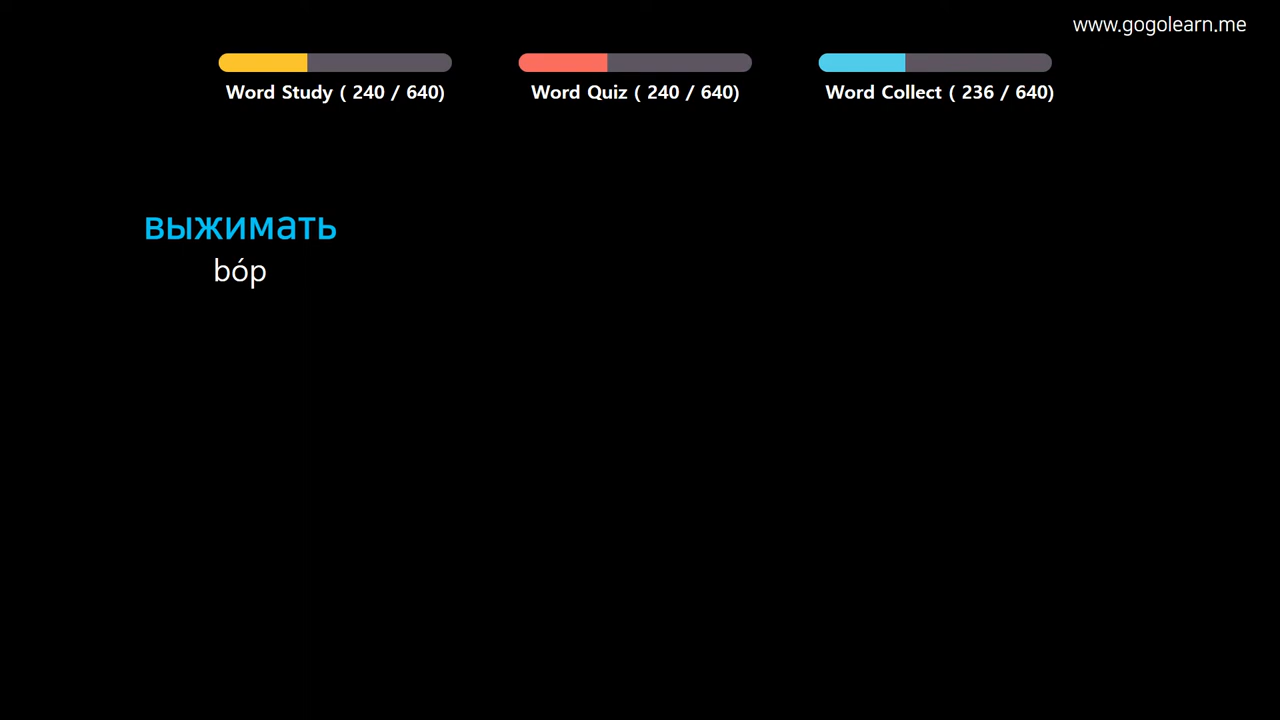 www.gogolearn.me
Word Study ( 240 / 640)
Word Quiz ( 240 / 640)
Word Collect ( 236 / 640)
выжимать
bóp